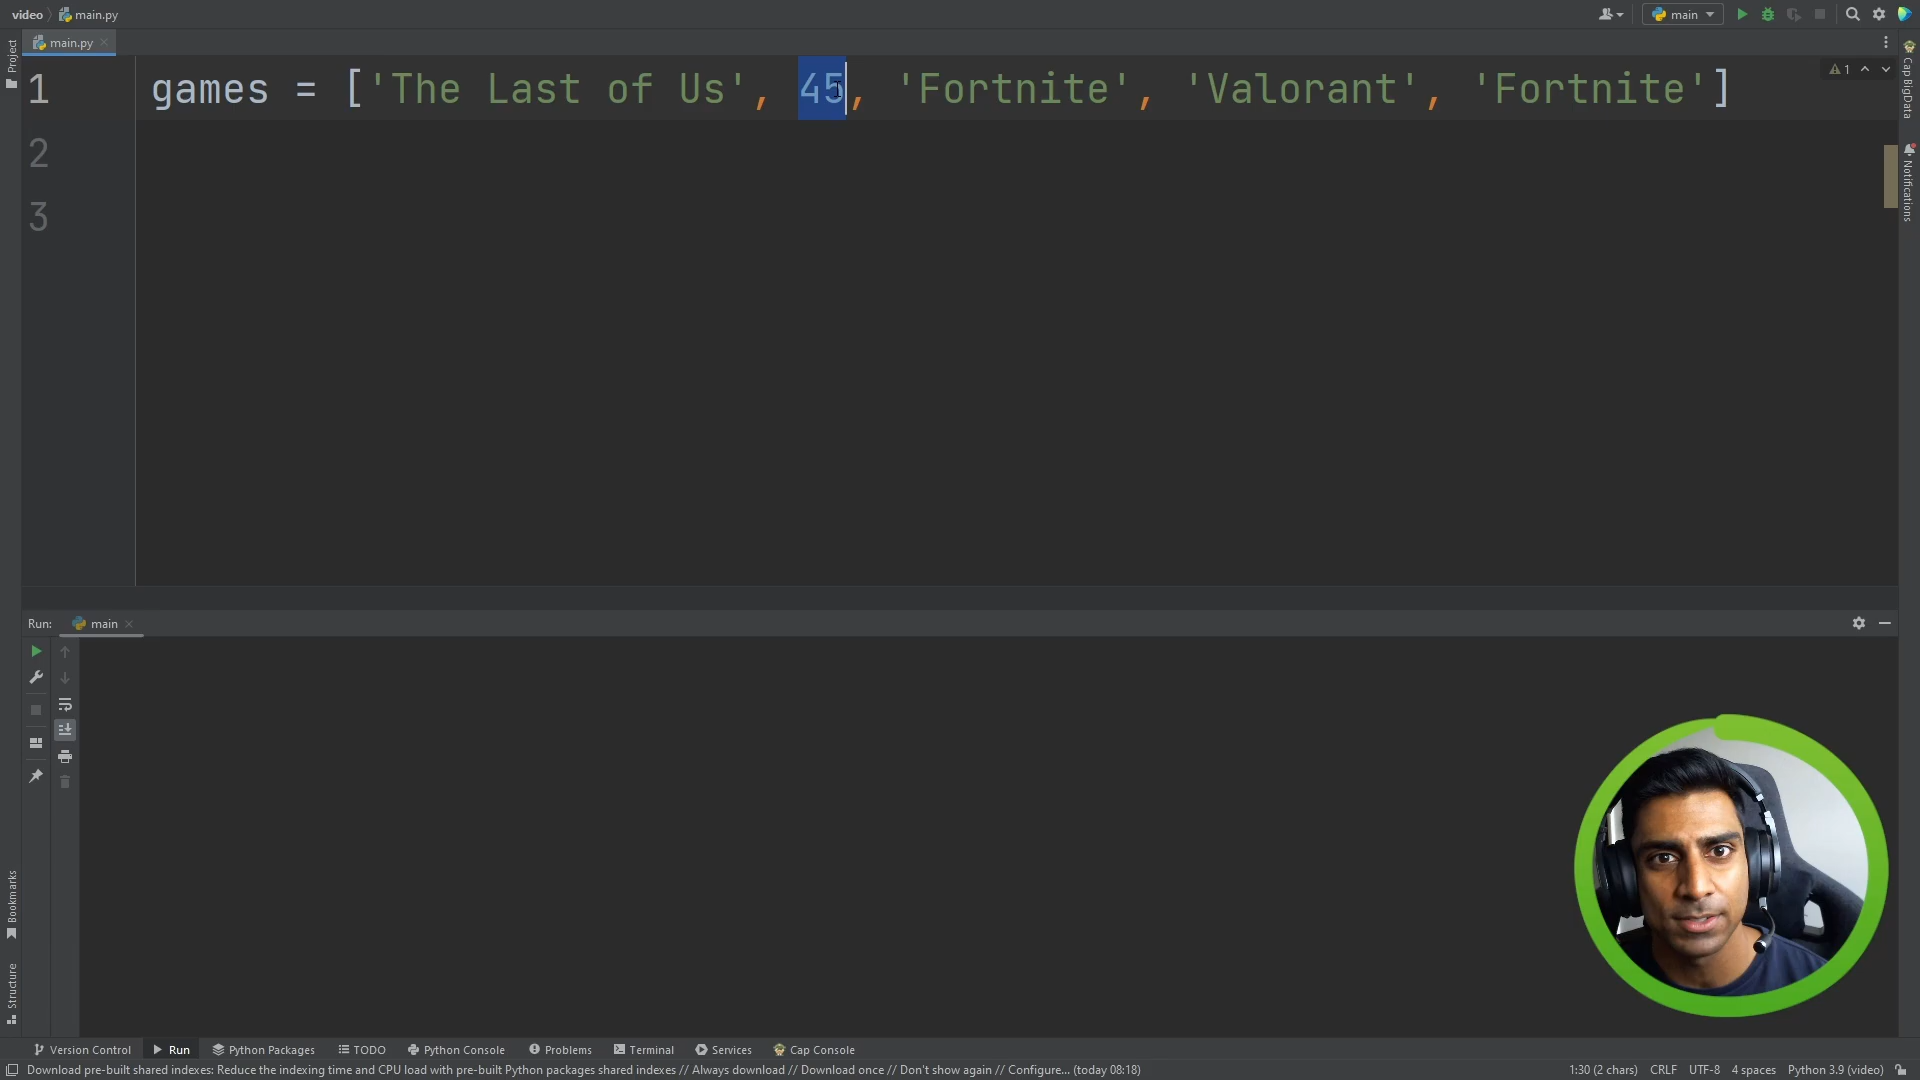 video main.py
main
main.py
Project
1 games = ['The Last of Us', 45, 'Fortnite', 'Valorant', 'Fortnite']
1
2
3
Cap BigData
Notifications
Run: main
Bookmarks
Structure
Version Control Run Python Packages TODO Python Console Problems Terminal Services Cap Console
Download pre-built shared indexes: Reduce the indexing time and CPU load with pre-built Python packages shared indexes // Always download // Download once // Don't show again // Configure... (today 08:18) 1:30 (2 chars) CRLF UTF-8 4 spaces Python 3.9 (video)